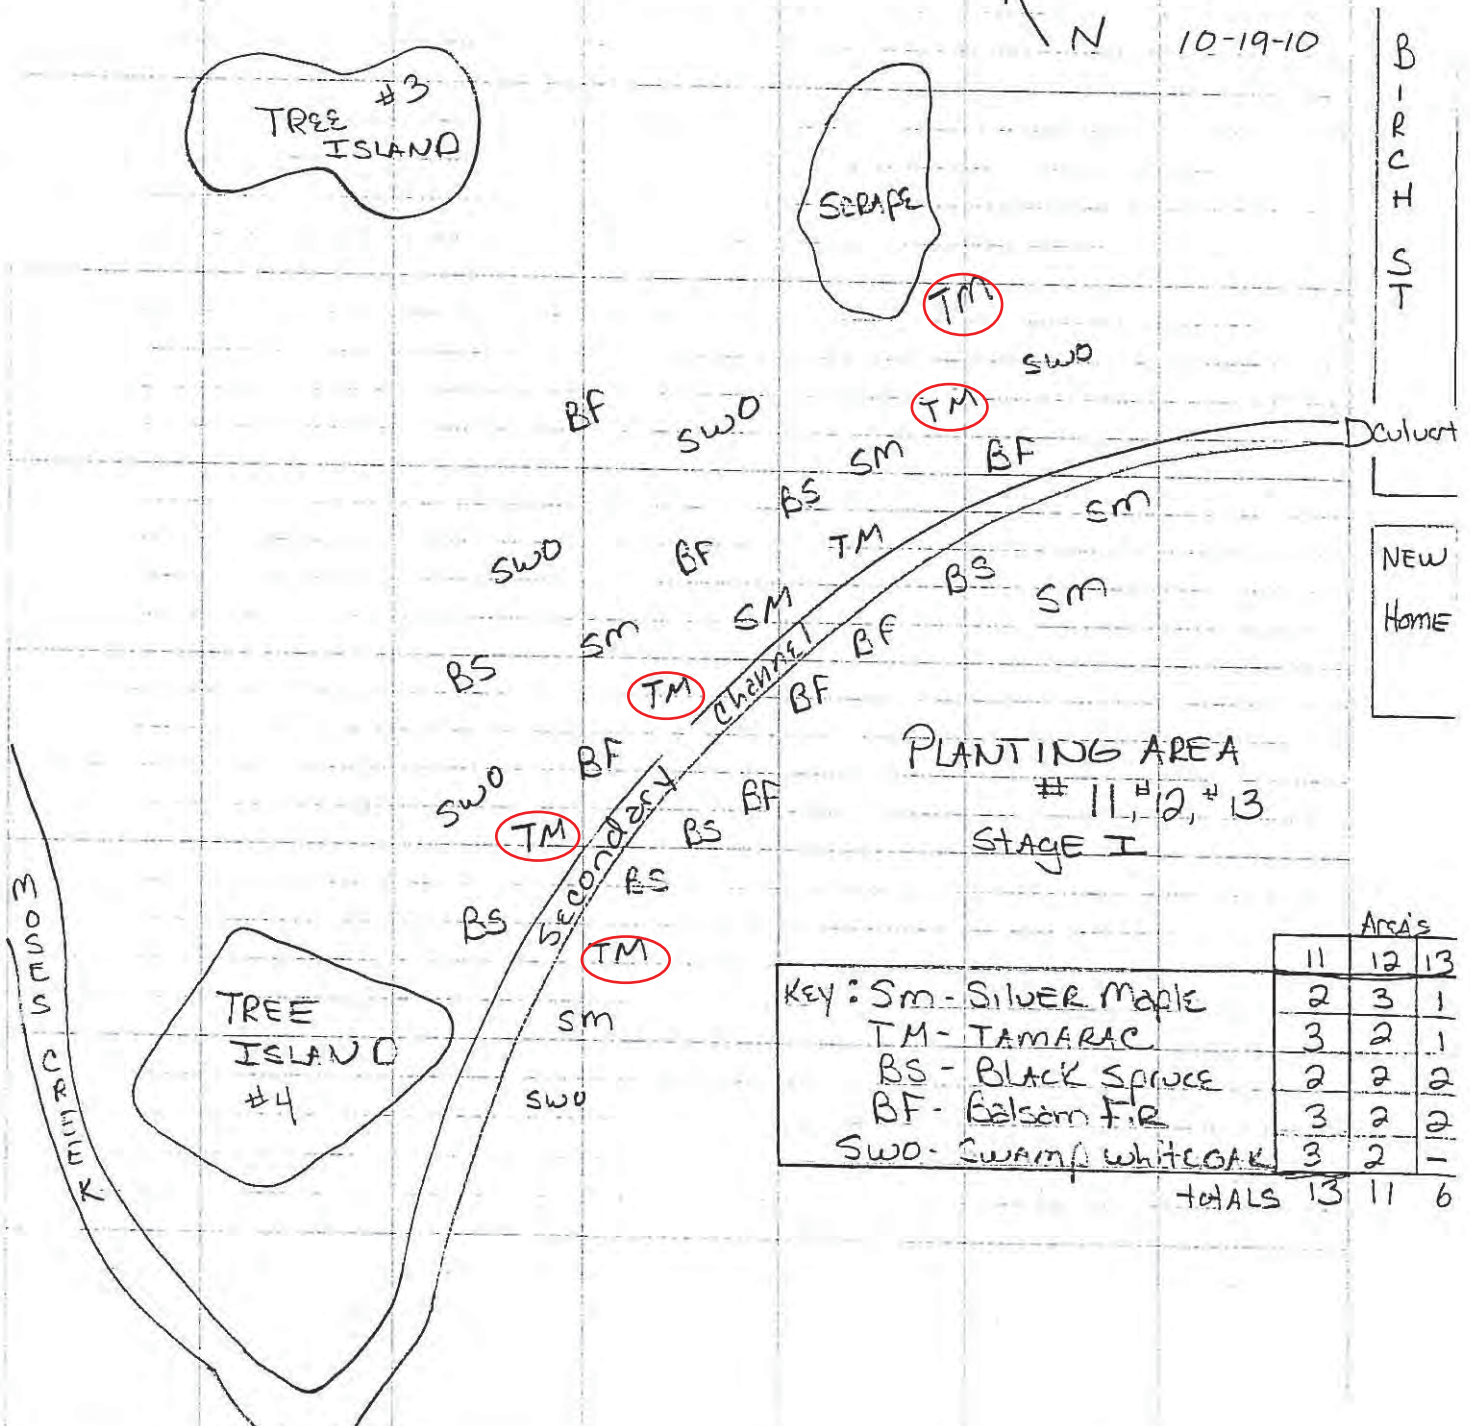 N 10-19-10
BIRCH ST
#3
TREE
ISLAND
SCRAPE
TM
SWO
TM
BF
SWO
SM
BF
Culvert
BS
Sm
SWO
BF
TM
BS
Sm
NEW
HOME
SM
BF
Sm
BS
TM
Channel
BF
PLANTING AREA
# 11, #12, #13
STAGE I
BF
SWO
Secondary
BF
TM
BS
BS
BS
TM
MOSES CREEK
TREE
ISLAND
#4
Sm
SWO
Area's
11 12 13
KEY: Sm - SILVER Maple 2 3 1
TM - TAMARAC 3 2 1
BS - BLACK Spruce 2 2 2
BF - Balsam FiR 3 2 2
SWO - Swamp whiteOAK 3 2 -
totALS 13 11 6